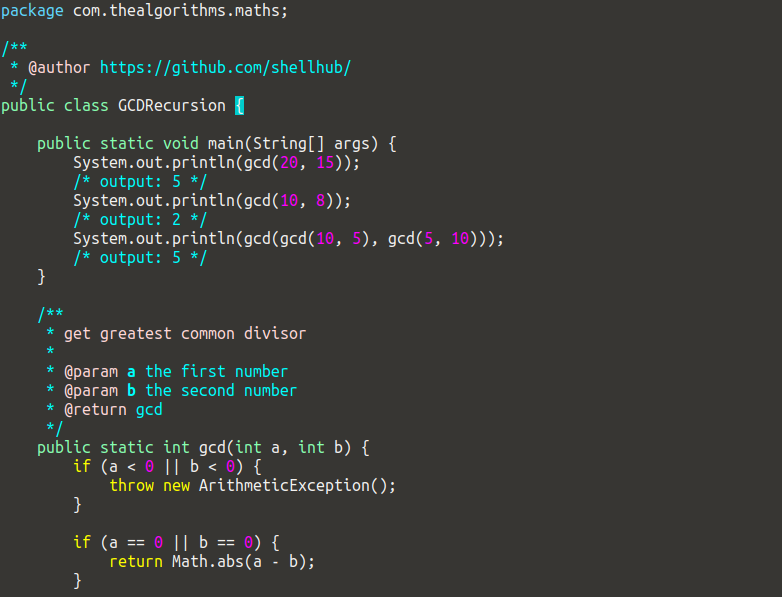 package com.thealgorithms.maths;

/**
 * @author https://github.com/shellhub/
 */
public class GCDRecursion {

    public static void main(String[] args) {
        System.out.println(gcd(20, 15));
        /* output: 5 */
        System.out.println(gcd(10, 8));
        /* output: 2 */
        System.out.println(gcd(gcd(10, 5), gcd(5, 10)));
        /* output: 5 */
    }

    /**
     * get greatest common divisor
     *
     * @param a the first number
     * @param b the second number
     * @return gcd
     */
    public static int gcd(int a, int b) {
        if (a < 0 || b < 0) {
            throw new ArithmeticException();
        }

        if (a == 0 || b == 0) {
            return Math.abs(a - b);
        }